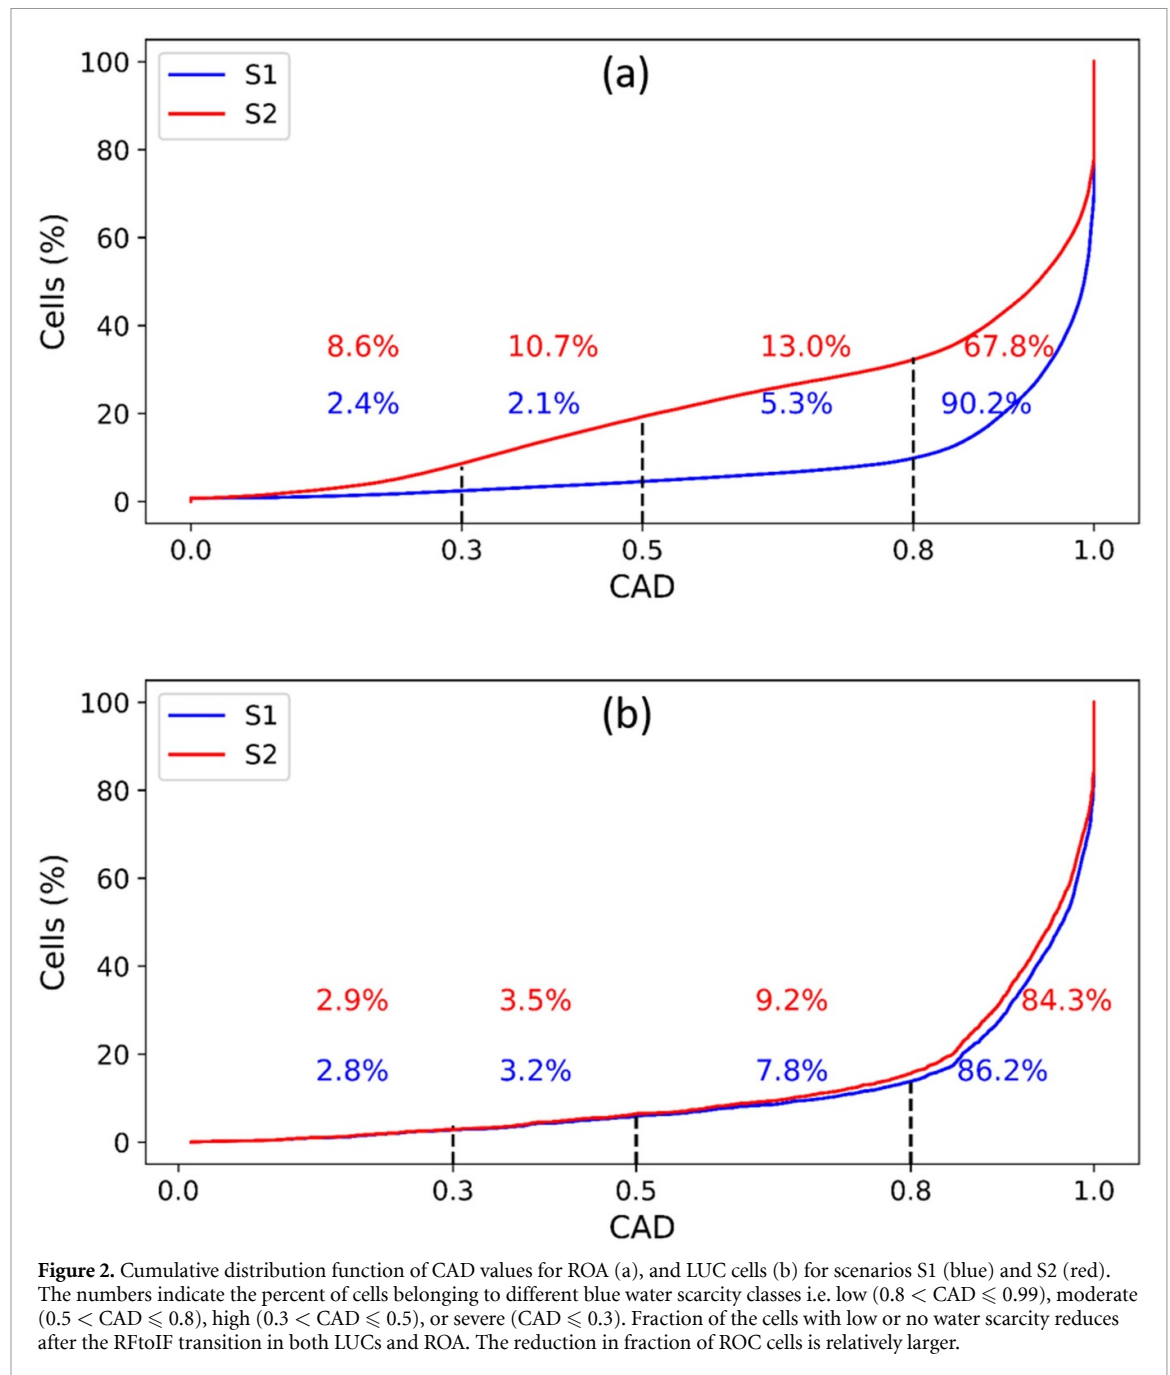 (a)
S1
S2
100
80
60
40
20
0
Cells (%)
8.6% 10.7% 13.0% 67.8%
2.4% 2.1% 5.3% 90.2%
0.0 0.3 0.5 0.8 1.0
CAD
(b)
S1
S2
100
80
60
40
20
0
Cells (%)
2.9% 3.5% 9.2% 84.3%
2.8% 3.2% 7.8% 86.2%
0.0 0.3 0.5 0.8 1.0
CAD
Figure 2. Cumulative distribution function of CAD values for ROA (a), and LUC cells (b) for scenarios S1 (blue) and S2 (red).
The numbers indicate the percent of cells belonging to different blue water scarcity classes i.e. low (0.8 < CAD ⩽ 0.99), moderate
(0.5 < CAD ⩽ 0.8), high (0.3 < CAD ⩽ 0.5), or severe (CAD ⩽ 0.3). Fraction of the cells with low or no water scarcity reduces
after the RFtoIF transition in both LUCs and ROA. The reduction in fraction of ROC cells is relatively larger.